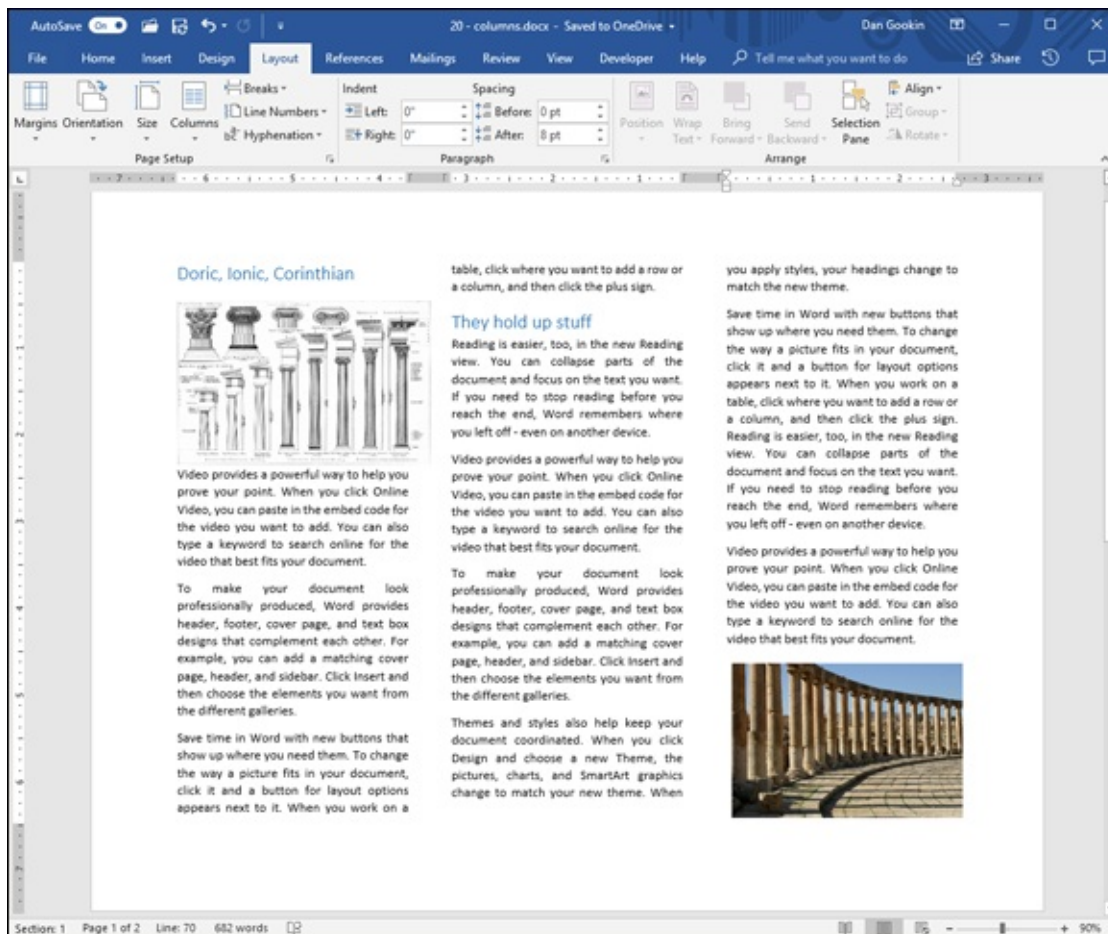 AutoSave On 20 - columns.docx - Saved to OneDrive Dan Gookin
File Home Insert Design Layout References Mailings Review View Developer Help Tell me what you want to do Share
Margins Orientation Size Columns
Breaks
Line Numbers
Hyphenation
Page Setup
Indent Spacing
Left: 0" Before: 0 pt
Right: 0" After: 8 pt
Paragraph
Position Wrap Text Bring Forward Send Backward Selection Pane
Align
Group
Rotate
Arrange
7 6 5 4 3 2 1 1 2 3
Doric, Ionic, Corinthian
Video provides a powerful way to help you
prove your point. When you click Online
Video, you can paste in the embed code for
the video you want to add. You can also
type a keyword to search online for the
video that best fits your document.
To make your document look
professionally produced, Word provides
header, footer, cover page, and text box
designs that complement each other. For
example, you can add a matching cover
page, header, and sidebar. Click Insert and
then choose the elements you want from
the different galleries.
Save time in Word with new buttons that
show up where you need them. To change
the way a picture fits in your document,
click it and a button for layout options
appears next to it. When you work on a
table, click where you want to add a row or
a column, and then click the plus sign.
They hold up stuff
Reading is easier, too, in the new Reading
view. You can collapse parts of the
document and focus on the text you want.
If you need to stop reading before you
reach the end, Word remembers where
you left off - even on another device.
Video provides a powerful way to help you
prove your point. When you click Online
Video, you can paste in the embed code for
the video you want to add. You can also
type a keyword to search online for the
video that best fits your document.
To make your document look
professionally produced, Word provides
header, footer, cover page, and text box
designs that complement each other. For
example, you can add a matching cover
page, header, and sidebar. Click Insert and
then choose the elements you want from
the different galleries.
Themes and styles also help keep your
document coordinated. When you click
Design and choose a new Theme, the
pictures, charts, and SmartArt graphics
change to match your new theme. When
you apply styles, your headings change to
match the new theme.
Save time in Word with new buttons that
show up where you need them. To change
the way a picture fits in your document,
click it and a button for layout options
appears next to it. When you work on a
table, click where you want to add a row or
a column, and then click the plus sign.
Reading is easier, too, in the new Reading
view. You can collapse parts of the
document and focus on the text you want.
If you need to stop reading before you
reach the end, Word remembers where
you left off - even on another device.
Video provides a powerful way to help you
prove your point. When you click Online
Video, you can paste in the embed code for
the video you want to add. You can also
type a keyword to search online for the
video that best fits your document.
Section: 1 Page 1 of 2 Line: 70 682 words 90%